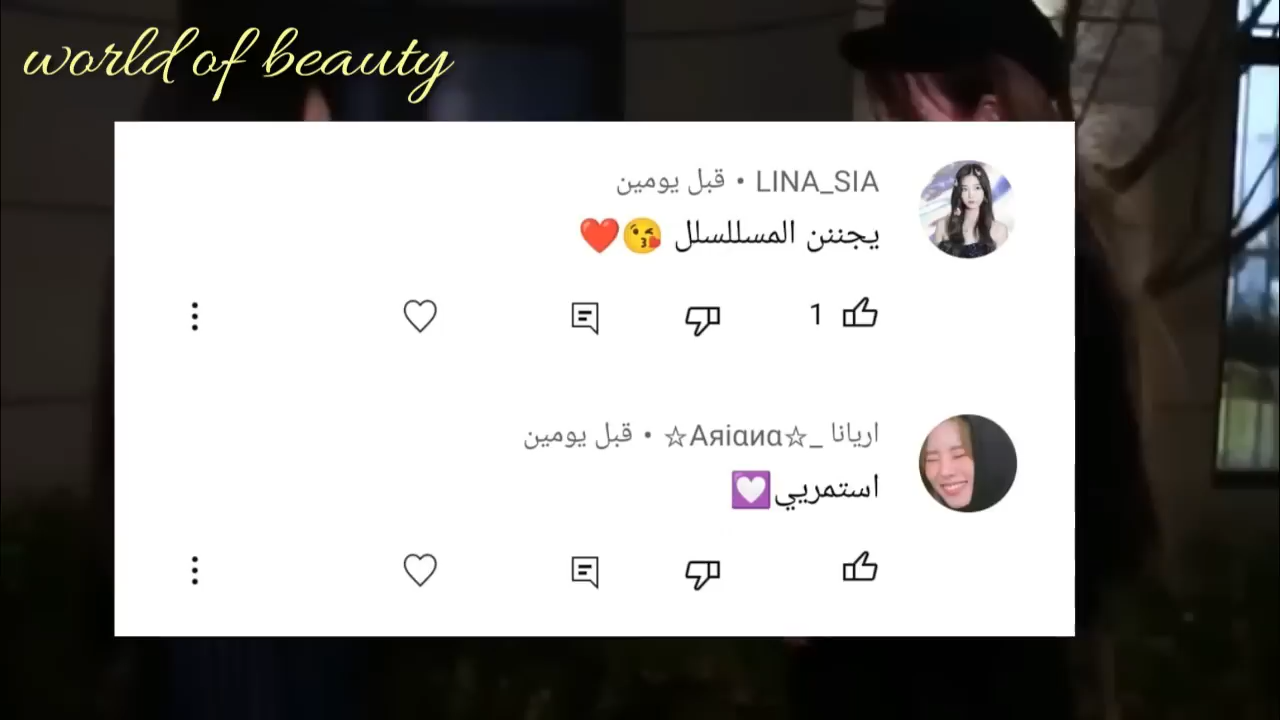 world of beauty
LINA_SIA • قبل يومين
يجننن المسللسلل 😘❤️
اريانا _☆Aяiαиα☆ • قبل يومين
استمريي💟
1